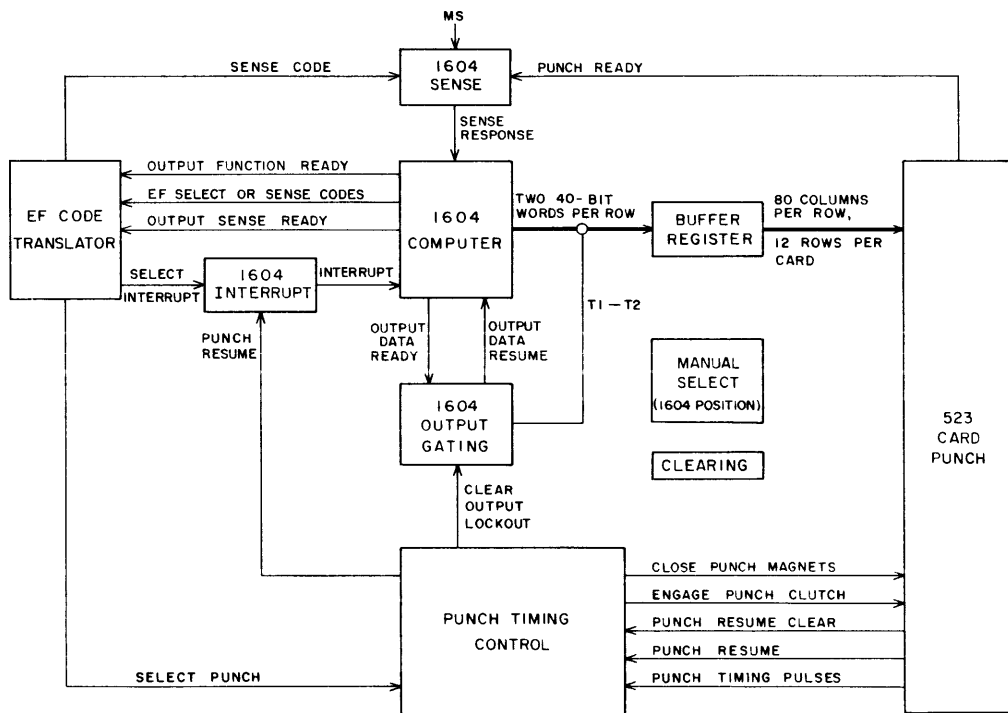 MS
SENSE CODE
1604
SENSE
PUNCH READY
SENSE
RESPONSE
OUTPUT FUNCTION READY
EF SELECT OR SENSE CODES
OUTPUT SENSE READY
EF CODE
TRANSLATOR
1604
COMPUTER
TWO 40-BIT
WORDS PER ROW
BUFFER
REGISTER
80 COLUMNS
PER ROW,
12 ROWS PER
CARD
SELECT
INTERRUPT
1604
INTERRUPT
INTERRUPT
PUNCH
RESUME
OUTPUT
DATA
READY
OUTPUT
DATA
RESUME
T1-T2
MANUAL
SELECT
(1604 POSITION)
1604
OUTPUT
GATING
CLEARING
523
CARD
PUNCH
CLEAR
OUTPUT
LOCKOUT
PUNCH TIMING
CONTROL
CLOSE PUNCH MAGNETS
ENGAGE PUNCH CLUTCH
PUNCH RESUME CLEAR
PUNCH RESUME
PUNCH TIMING PULSES
SELECT PUNCH